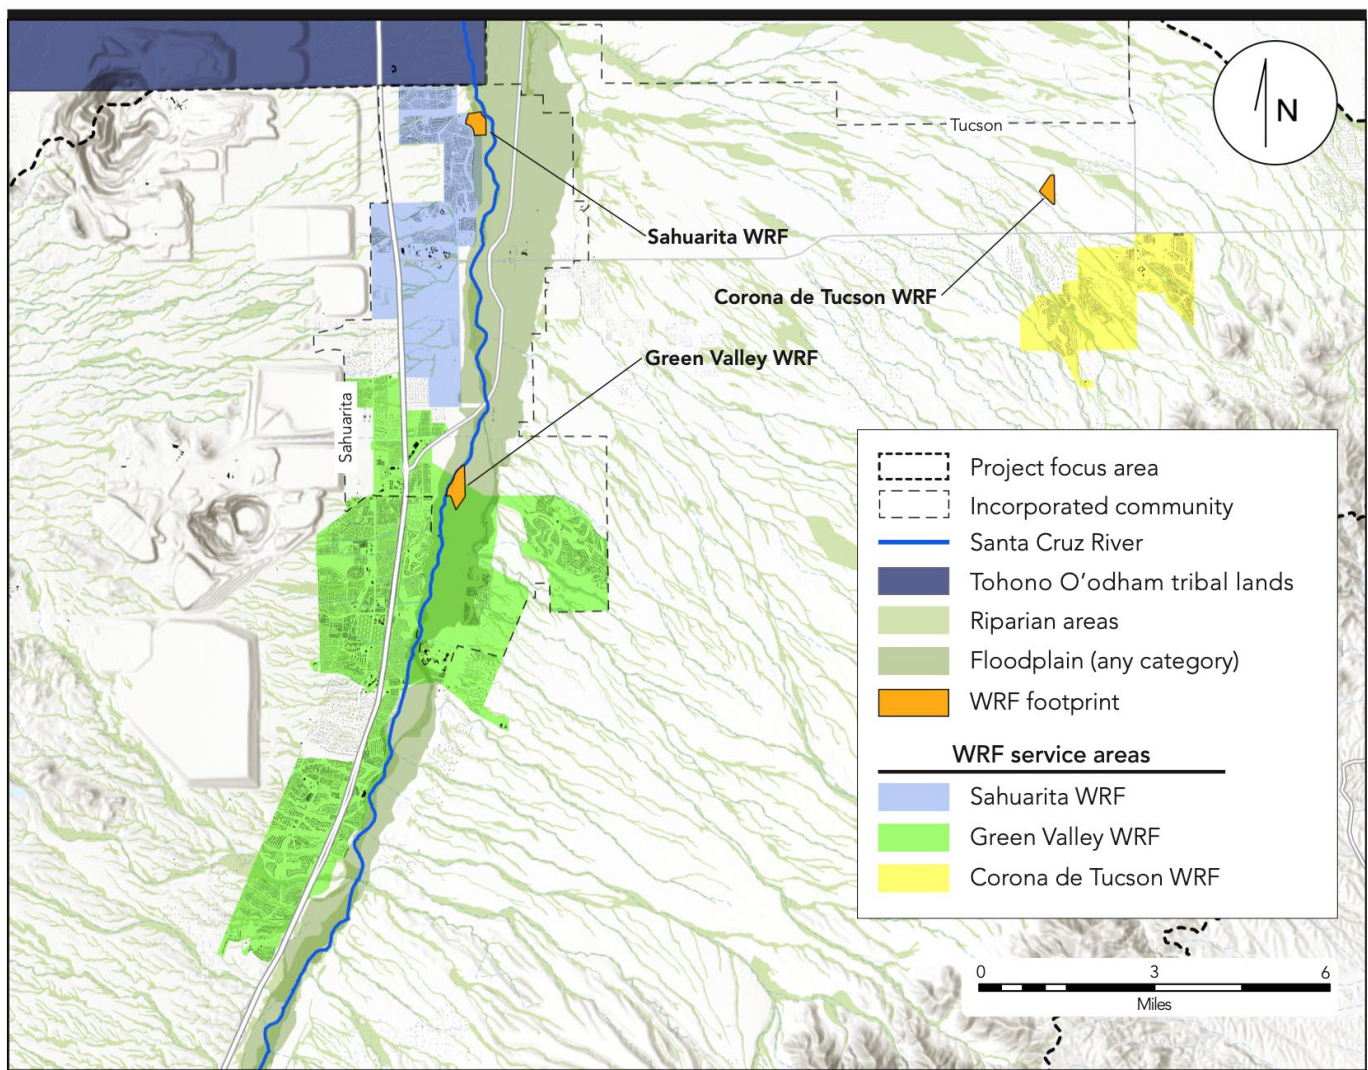 N
Tucson
Sahuarita WRF
Corona de Tucson WRF
Green Valley WRF
Sahuarita
Project focus area
Incorporated community
Santa Cruz River
Tohono O’odham tribal lands
Riparian areas
Floodplain (any category)
WRF footprint
WRF service areas
Sahuarita WRF
Green Valley WRF
Corona de Tucson WRF
0 3 6
Miles